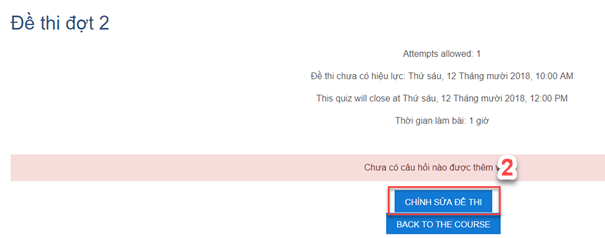 Đề thi đợt 2
Attempts allowed: 1
Đề thi chưa có hiệu lực: Thứ sáu, 12 Tháng mười 2018, 10:00 AM
This quiz will close at Thứ sáu, 12 Tháng mười 2018, 12:00 PM
Thời gian làm bài: 1 giờ
Chưa có câu hỏi nào được thêm
2
CHỈNH SỬA ĐỀ THI
BACK TO THE COURSE